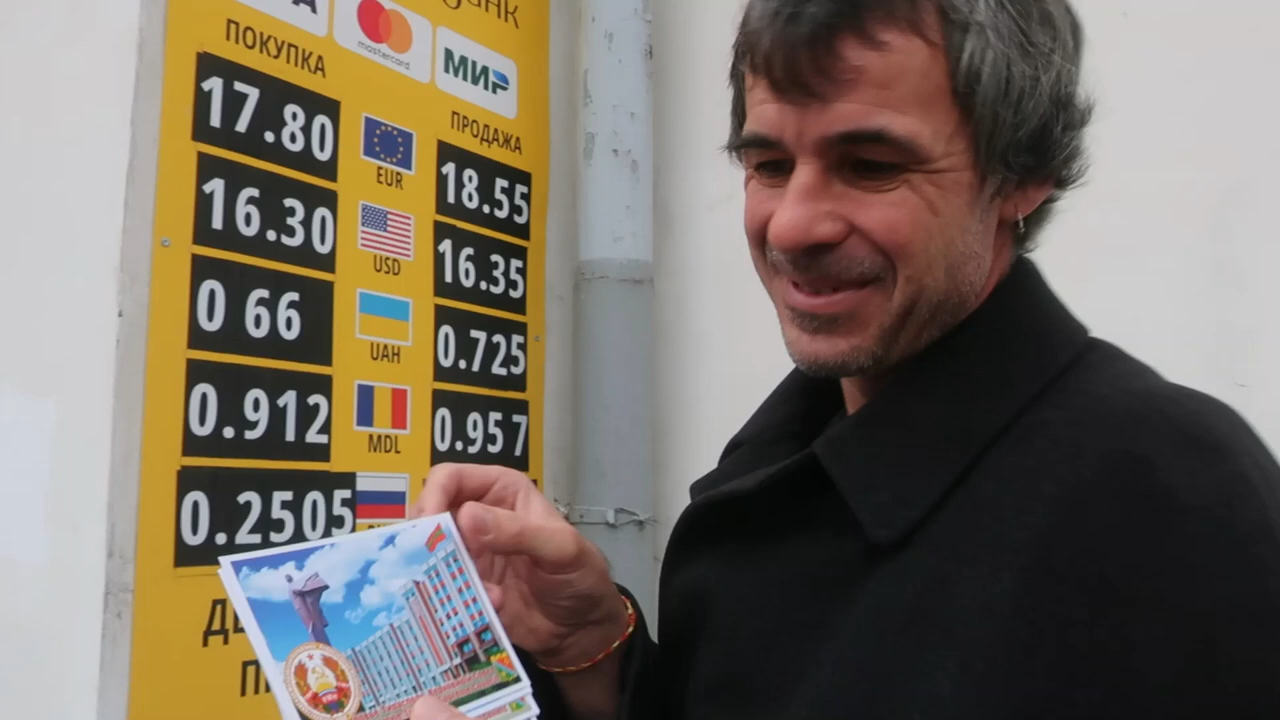 mastercard
МИР
ПОКУПКА
ПРОДАЖА
17.80 EUR 18.55
16.30 USD 16.35
0 66 UAH 0.725
0.912 MDL 0.957
0.2505